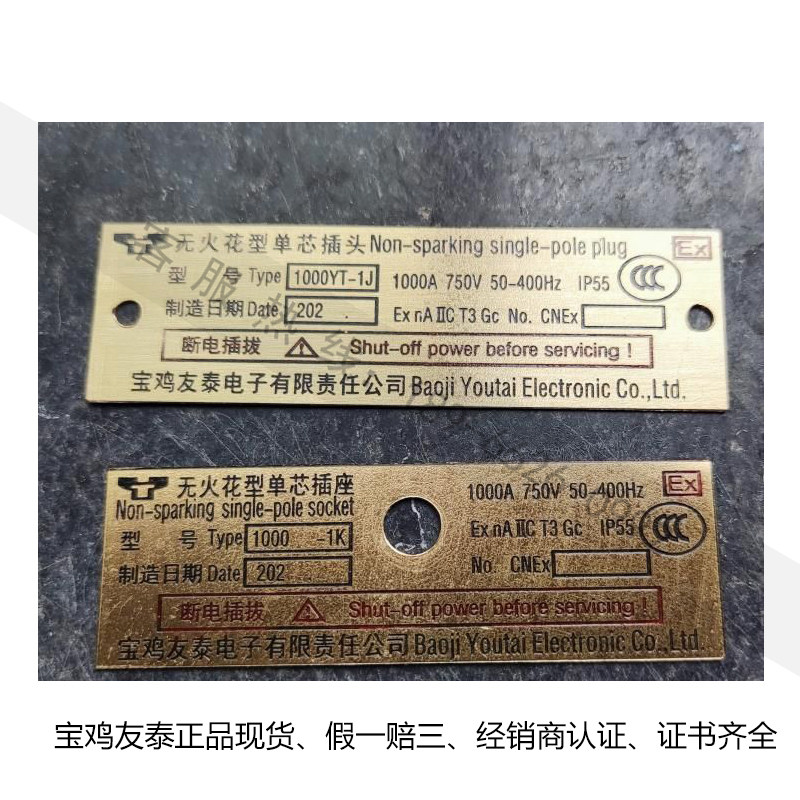 无火花型单芯插头 Non-sparking single-pole plug Ex
型 号 Type 1000YT-1J 1000A 750V 50-400Hz IP55 CCC
制造日期 Date 202 . Ex nA IIC T3 Gc No. CNEx
断电插拔 Shut-off power before servicing!
宝鸡友泰电子有限责任公司 Baoji Youtai Electronic Co.,Ltd.
无火花型单芯插座 1000A 750V 50-400Hz Ex
Non-sparking single-pole socket
型 号 Type 1000 -1K Ex nA IIC T3 Gc IP55 CCC
制造日期 Date 202 . No. CNEx
断电插拔 Shut-off power before servicing!
宝鸡友泰电子有限责任公司 Baoji Youtai Electronic Co.,Ltd.
客服热线
宝鸡友泰正品现货、假一赔三、经销商认证、证书齐全